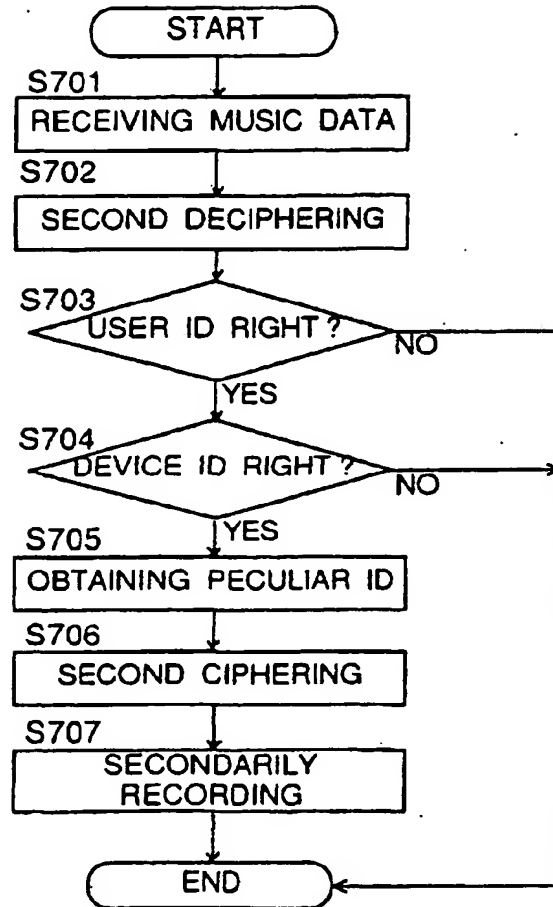 START
S701
RECEIVING MUSIC DATA
S702
SECOND DECIPHERING
S703
USER ID RIGHT ?
NO
YES
S704
DEVICE ID RIGHT ?
NO
YES
S705
OBTAINING PECULIAR ID
S706
SECOND CIPHERING
S707
SECONDARILY
RECORDING
END